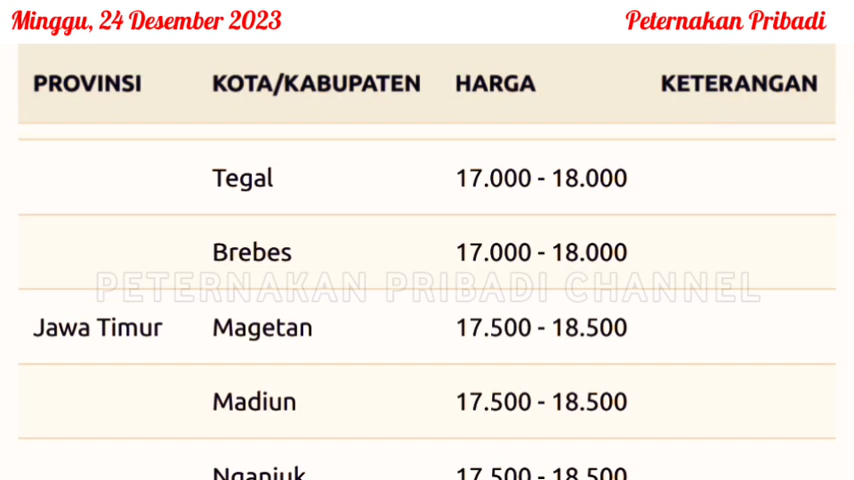 Minggu, 24 Desember 2023 Peternakan Pribadi
PROVINSI KOTA/KABUPATEN HARGA KETERANGAN
Tegal 17.000 - 18.000
Brebes 17.000 - 18.000
PETERNAKAN PRIBADI CHANNEL
Jawa Timur Magetan 17.500 - 18.500
Madiun 17.500 - 18.500
Nganjuk 17.500 - 18.500